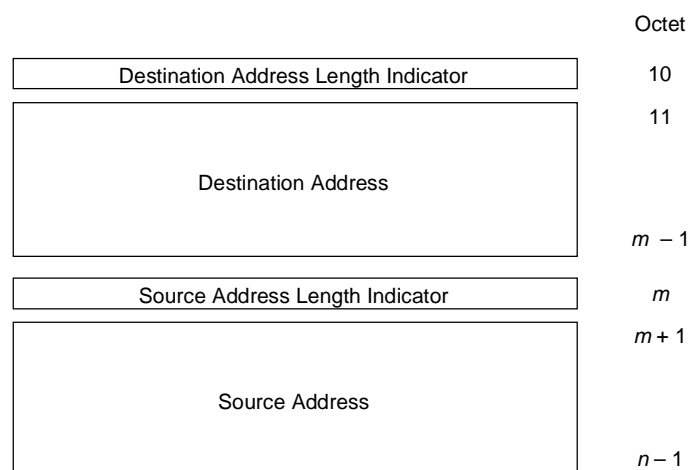 Octet
Destination Address Length Indicator 10
11
Destination Address
m – 1
Source Address Length Indicator m
m + 1
Source Address
n – 1